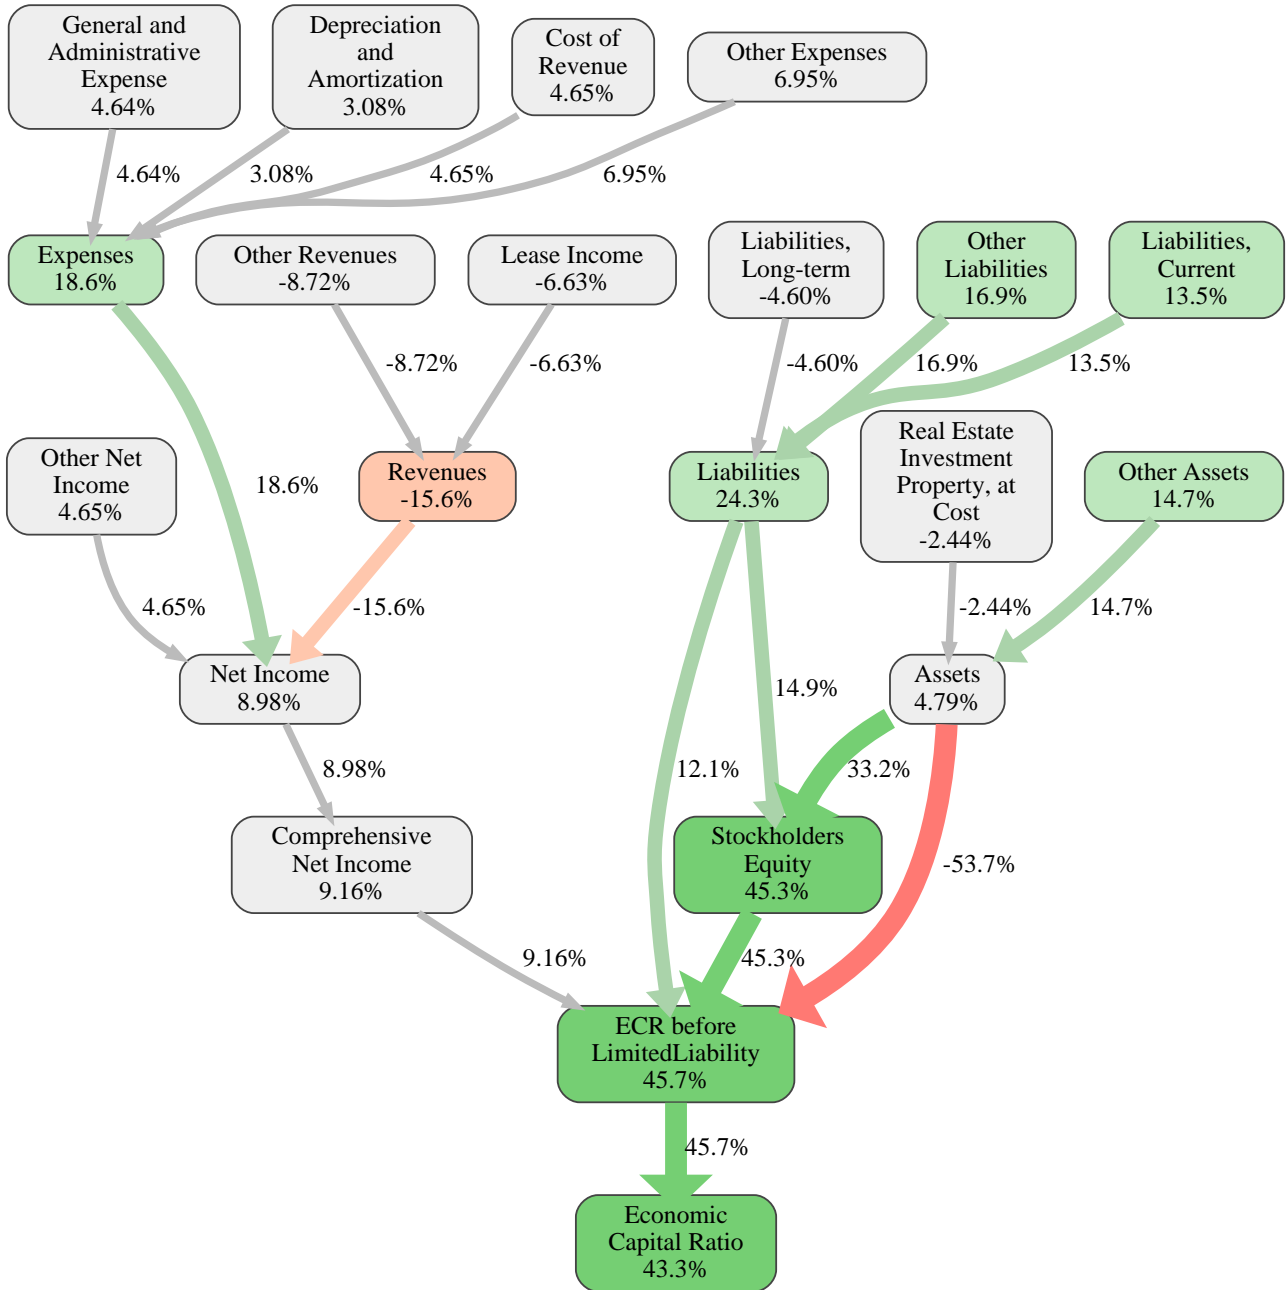 General and
Administrative
Expense
4.64%
Depreciation
and
Amortization
3.08%
Cost of
Revenue
4.65%
Other Expenses
6.95%
4.64%
3.08%
4.65%
6.95%
Expenses
18.6%
Other Revenues
-8.72%
Lease Income
-6.63%
Liabilities,
Long-term
-4.60%
Other
Liabilities
16.9%
Liabilities,
Current
13.5%
-8.72%
-6.63%
-4.60%
16.9%
13.5%
Other Net
Income
4.65%
18.6%
Revenues
-15.6%
Liabilities
24.3%
Real Estate
Investment
Property, at
Cost
-2.44%
Other Assets
14.7%
4.65%
-15.6%
-2.44%
14.7%
Net Income
8.98%
14.9%
Assets
4.79%
8.98%
12.1%
33.2%
Comprehensive
Net Income
9.16%
Stockholders
Equity
45.3%
-53.7%
9.16%
45.3%
ECR before
LimitedLiability
45.7%
45.7%
Economic
Capital Ratio
43.3%